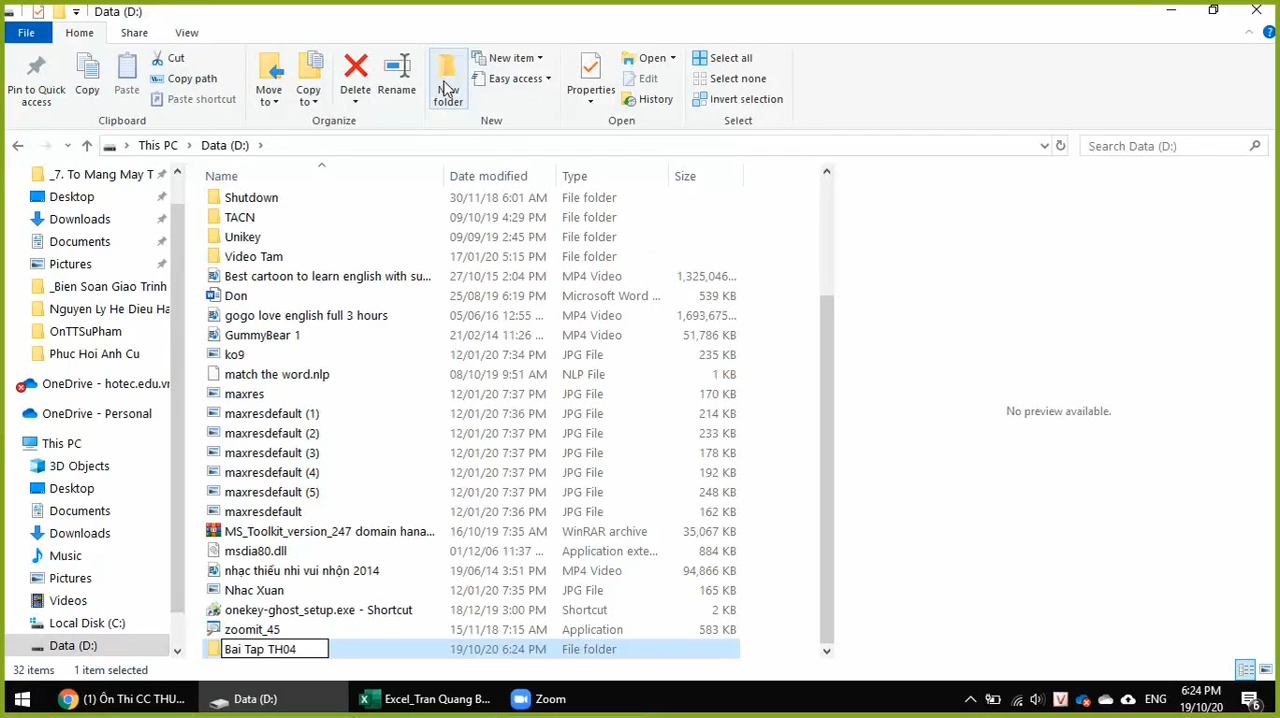 Data (D:)
File Home Share View
Pin to Quick access
Copy
Paste
Cut
Copy path
Paste shortcut
Clipboard
Move to
Copy to
Delete
Rename
Organize
New folder
New item
Easy access
New
Properties
Open
Edit
History
Open
Select all
Select none
Invert selection
Select
This PC > Data (D:) >
Search Data (D:)
_7. To Mang May T
Desktop
Downloads
Documents
Pictures
_Bien Soan Giao Trinh
Nguyen Ly He Dieu Ha
OnTTSuPham
Phuc Hoi Anh Cu
OneDrive - hotec.edu.vr
OneDrive - Personal
This PC
3D Objects
Desktop
Documents
Downloads
Music
Pictures
Videos
Local Disk (C:)
Data (D:)
Name Date modified Type Size
Shutdown 30/11/18 6:01 AM File folder
TACN 09/10/19 4:29 PM File folder
Unikey 09/09/19 2:45 PM File folder
Video Tam 17/01/20 5:15 PM File folder
Best cartoon to learn english with su... 27/10/15 2:04 PM MP4 Video 1,325,046...
Don 25/08/19 6:19 PM Microsoft Word ... 539 KB
gogo love english full 3 hours 05/06/16 12:55 ... MP4 Video 1,693,675...
GummyBear 1 21/02/14 11:26 ... MP4 Video 51,786 KB
ko9 12/01/20 7:34 PM JPG File 235 KB
match the word.nlp 08/10/19 9:51 AM NLP File 1 KB
maxres 12/01/20 7:37 PM JPG File 170 KB
maxresdefault (1) 12/01/20 7:36 PM JPG File 214 KB
maxresdefault (2) 12/01/20 7:37 PM JPG File 233 KB
maxresdefault (3) 12/01/20 7:37 PM JPG File 178 KB
maxresdefault (4) 12/01/20 7:37 PM JPG File 192 KB
maxresdefault (5) 12/01/20 7:37 PM JPG File 248 KB
maxresdefault 12/01/20 7:37 PM JPG File 162 KB
MS_Toolkit_version_247 domain hana... 16/10/19 7:35 AM WinRAR archive 35,067 KB
msdia80.dll 01/12/06 11:37 ... Application exte... 884 KB
nhạc thiếu nhi vui nhộn 2014 19/06/14 3:51 PM MP4 Video 94,866 KB
Nhac Xuan 12/01/20 7:35 PM JPG File 165 KB
onekey-ghost_setup.exe - Shortcut 18/12/19 3:00 PM Shortcut 2 KB
zoomit_45 15/11/18 7:15 AM Application 583 KB
Bai Tap TH04 19/10/20 6:24 PM File folder
No preview available.
32 items 1 item selected
(1) Ôn Thi CC THU...
Data (D:)
Excel_Tran Quang B...
Zoom
ENG
6:24 PM
19/10/20
6